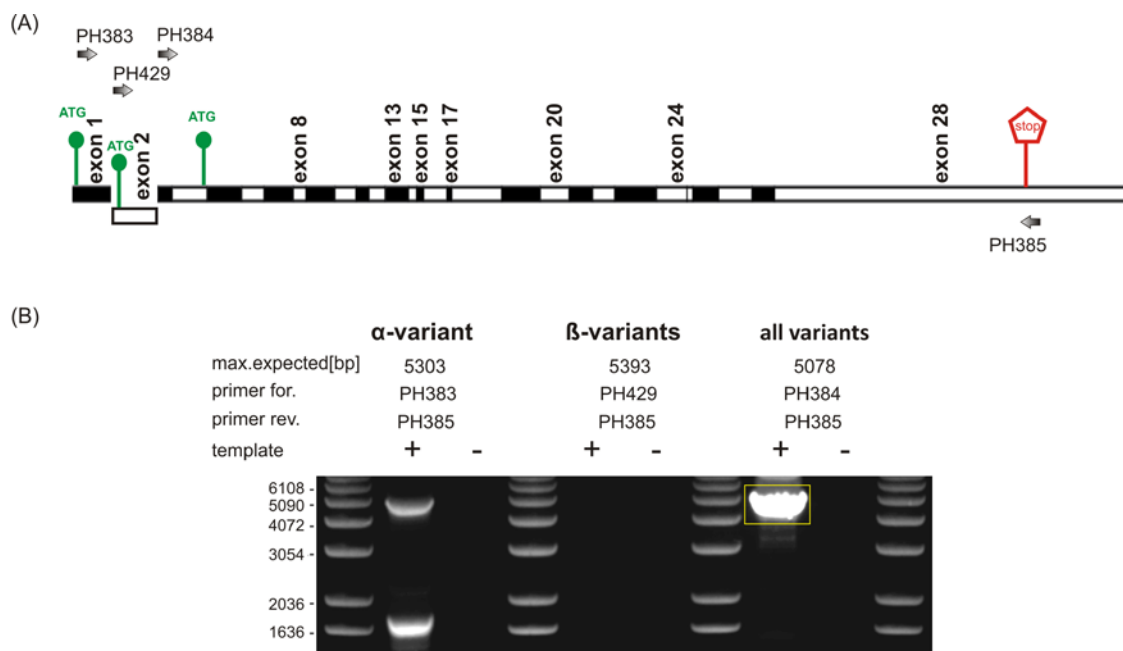 (A)
PH383
PH384
PH429
ATG
exon 1
ATG
exon 2
ATG
exon 8
exon 13
exon 15
exon 17
exon 20
exon 24
exon 28
stop
PH385
(B)
α-variant ß-variants all variants
max.expected[bp] 5303 5393 5078
primer for. PH383 PH429 PH384
primer rev. PH385 PH385 PH385
template + - + - + -
6108 -
5090 -
4072 -
3054 -
2036 -
1636 -